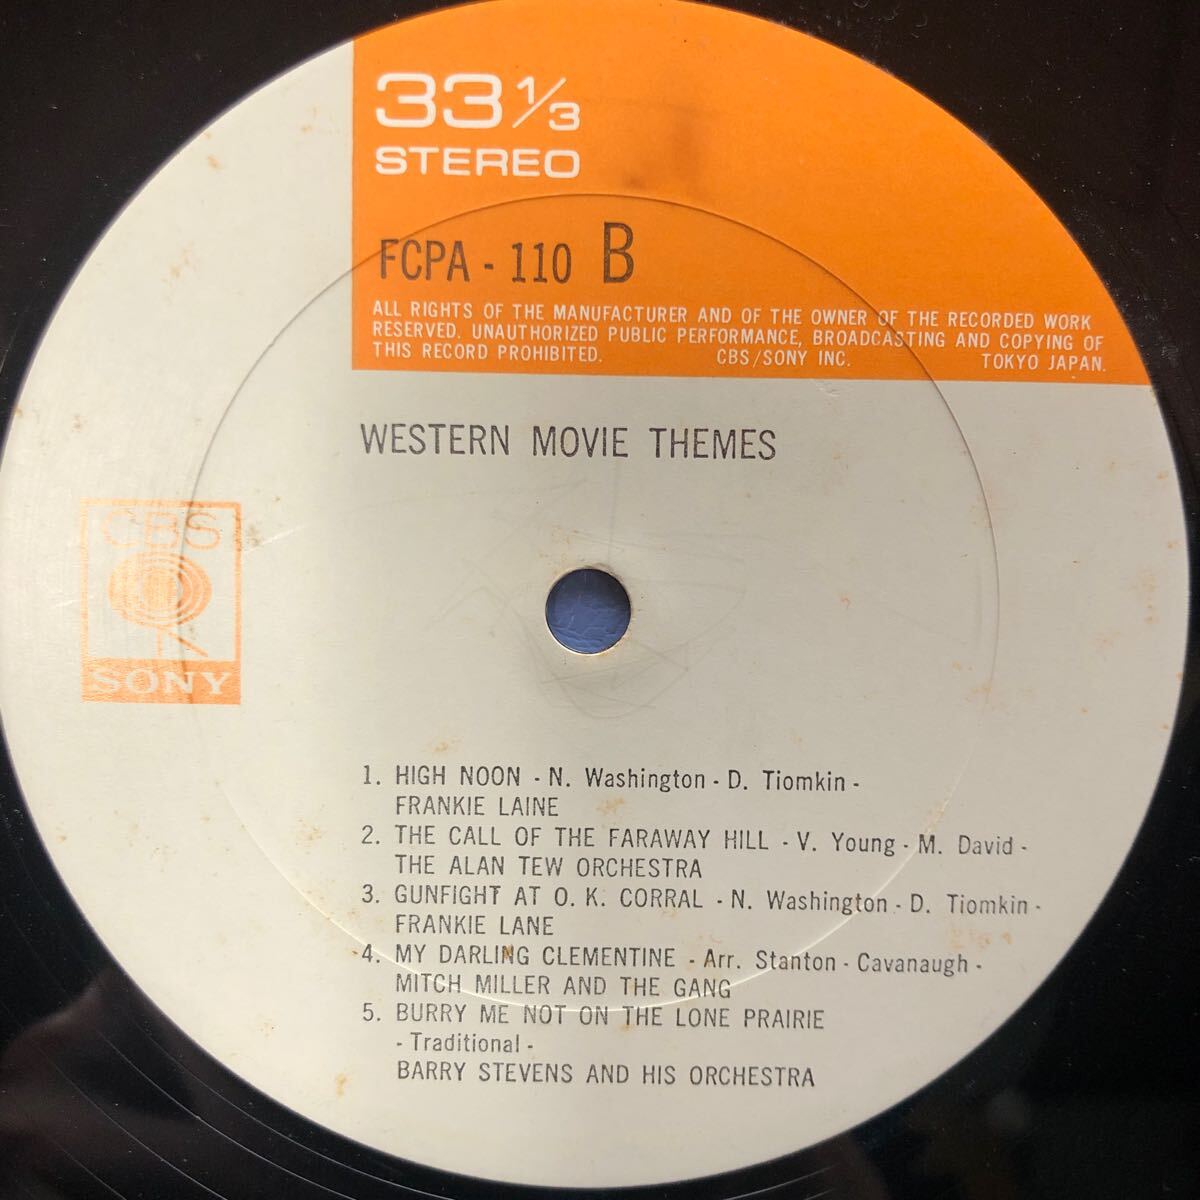 33 1/3
STEREO
FCPA - 110 B
ALL RIGHTS OF THE MANUFACTURER AND OF THE OWNER OF THE RECORDED WORK
RESERVED. UNAUTHORIZED PUBLIC PERFORMANCE, BROADCASTING AND COPYING OF
THIS RECORD PROHIBITED. CBS/SONY INC. TOKYO JAPAN.
WESTERN MOVIE THEMES
CBS
SONY
1. HIGH NOON - N. Washington - D. Tiomkin -
FRANKIE LAINE
2. THE CALL OF THE FARAWAY HILL - V. Young - M. David -
THE ALAN TEW ORCHESTRA
3. GUNFIGHT AT O. K. CORRAL - N. Washington - D. Tiomkin -
FRANKIE LANE
4. MY DARLING CLEMENTINE - Arr. Stanton - Cavanaugh -
MITCH MILLER AND THE GANG
5. BURRY ME NOT ON THE LONE PRAIRIE
- Traditional -
BARRY STEVENS AND HIS ORCHESTRA